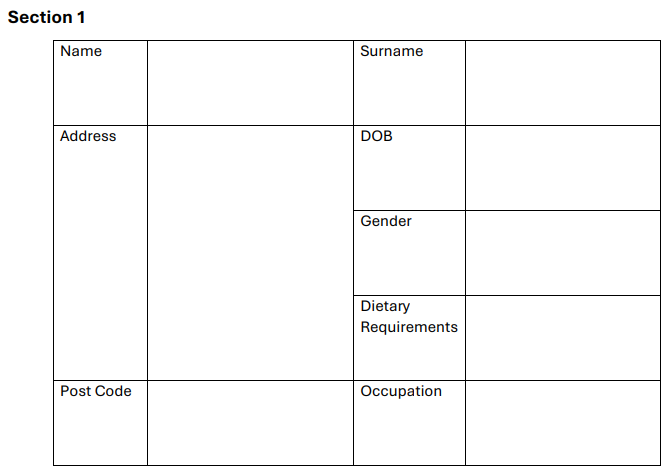 Section 1
Name
Surname
Address
DOB
Gender
Dietary
Requirements
Post Code
Occupation